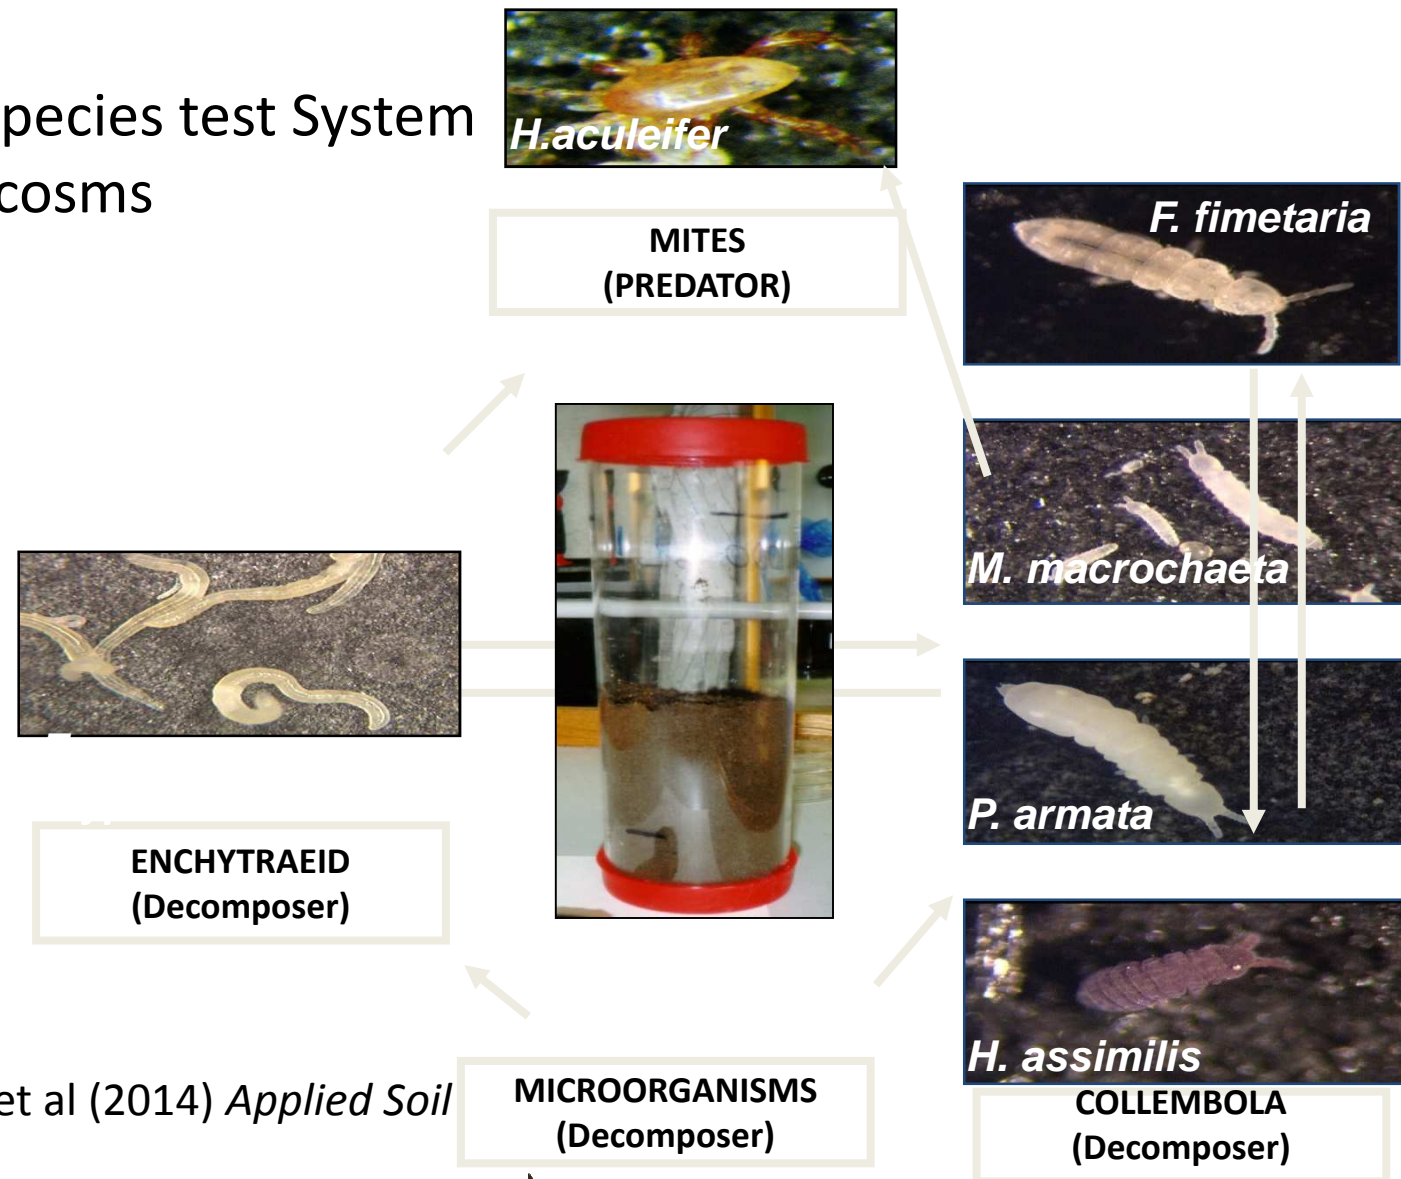 pecies test System
cosms
H.aculeifer
MITES
(PREDATOR)
F. fimetaria
M. macrochaeta
P. armata
ENCHYTRAEID
(Decomposer)
H. assimilis
COLLEMBOLA
(Decomposer)
MICROORGANISMS
(Decomposer)
et al (2014) Applied Soil